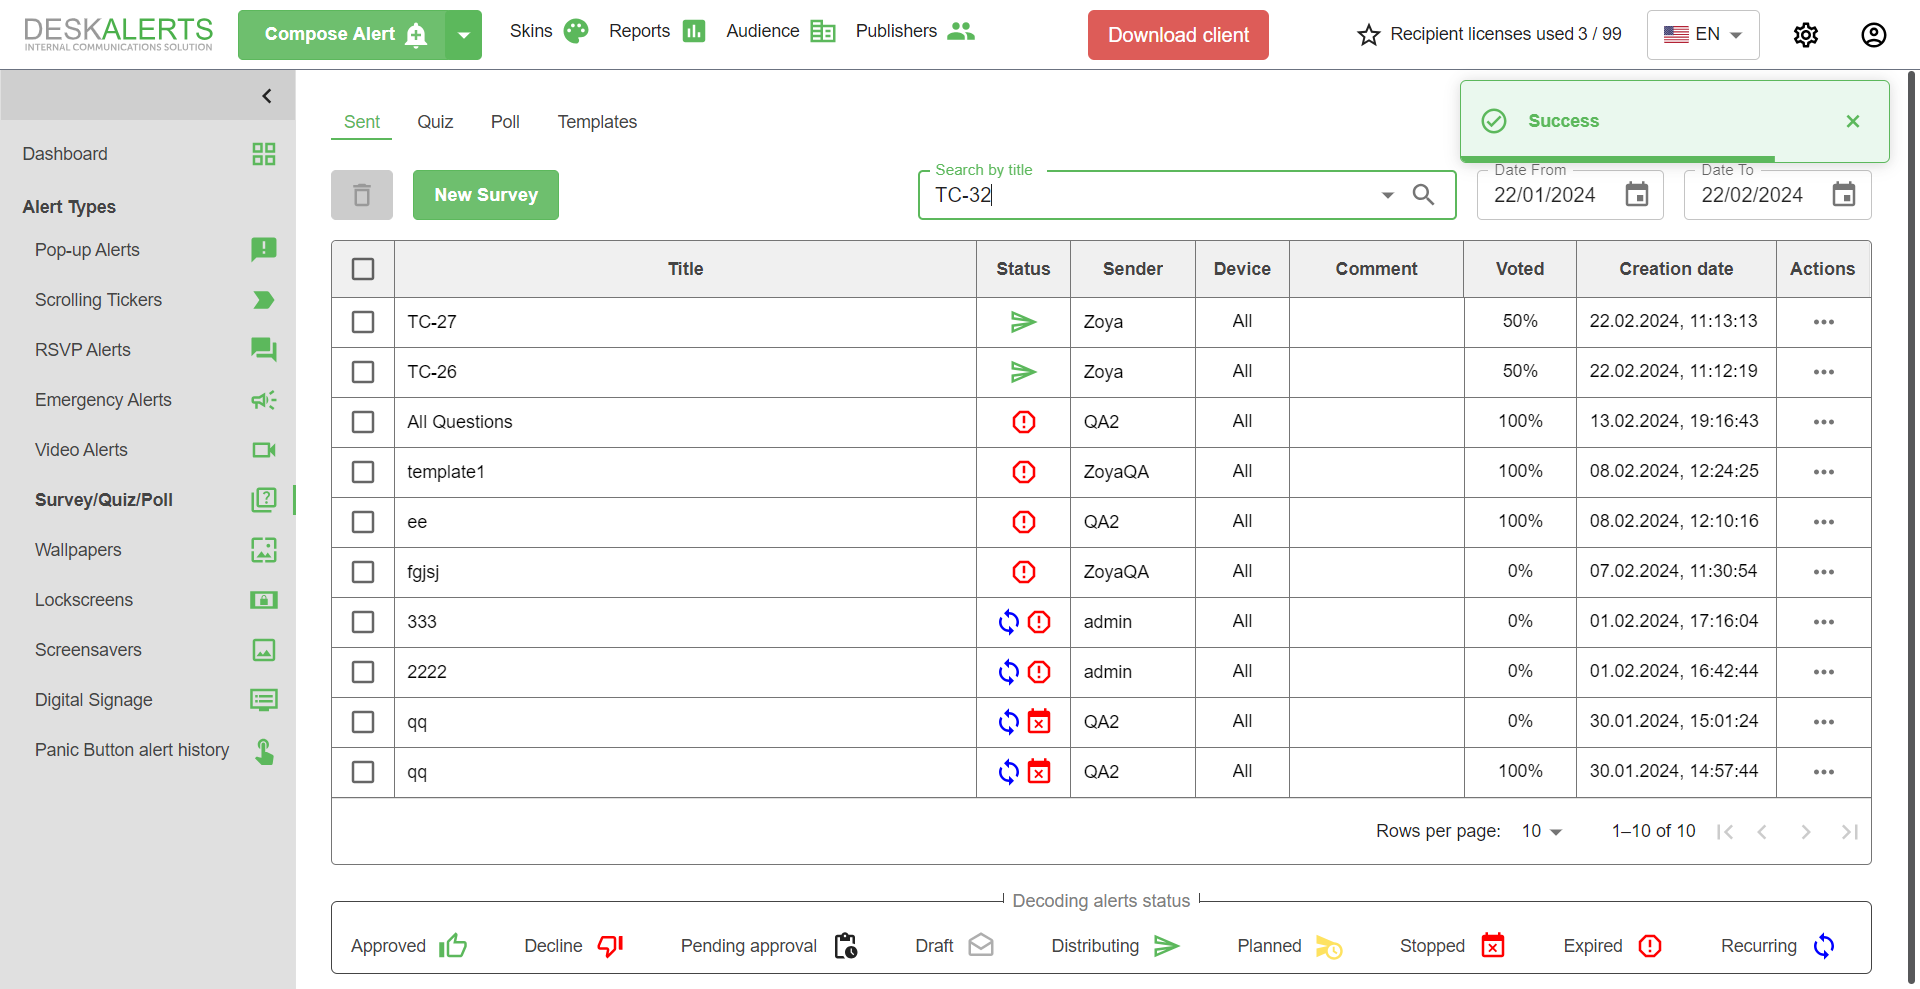 DESKALERTS
INTERNAL COMMUNICATIONS SOLUTION
Compose Alert
Skins
Reports
Audience
Publishers
Download client
Recipient licenses used 3 / 99
EN
Success
Dashboard
Alert Types
Pop-up Alerts
Scrolling Tickers
RSVP Alerts
Emergency Alerts
Video Alerts
Survey/Quiz/Poll
Wallpapers
Lockscreens
Screensavers
Digital Signage
Panic Button alert history
Sent Quiz Poll Templates
New Survey
Search by title
TC-32
Date From
22/01/2024
Date To
22/02/2024
Title Status Sender Device Comment Voted Creation date Actions
TC-27 Zoya All 50% 22.02.2024, 11:13:13
TC-26 Zoya All 50% 22.02.2024, 11:12:19
All Questions QA2 All 100% 13.02.2024, 19:16:43
template1 ZoyaQA All 100% 08.02.2024, 12:24:25
ee QA2 All 100% 08.02.2024, 12:10:16
fgjsj ZoyaQA All 0% 07.02.2024, 11:30:54
333 admin All 0% 01.02.2024, 17:16:04
2222 admin All 0% 01.02.2024, 16:42:44
qq QA2 All 0% 30.01.2024, 15:01:24
qq QA2 All 100% 30.01.2024, 14:57:44
Rows per page: 10 1–10 of 10
Decoding alerts status
Approved Decline Pending approval Draft Distributing Planned Stopped Expired Recurring